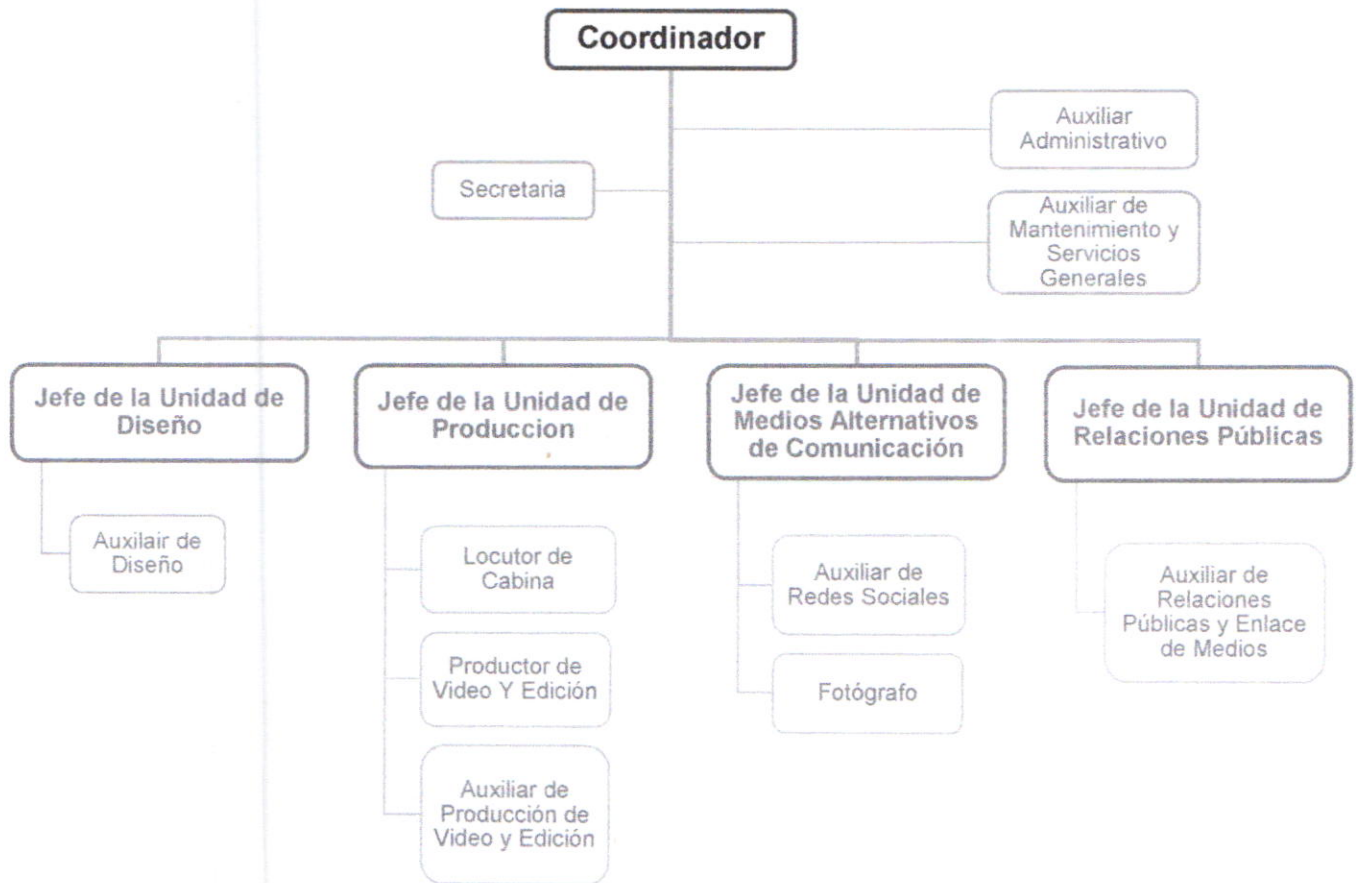 Coordinador
Auxiliar
Administrativo
Secretaria
Auxiliar de
Mantenimiento y
Servicios
Generales
Jefe de la Unidad de
Diseño
Jefe de la Unidad de
Produccion
Jefe de la Unidad de
Medios Alternativos
de Comunicación
Jefe de la Unidad de
Relaciones Públicas
Auxilair de
Diseño
Locutor de
Cabina
Productor de
Video Y Edición
Auxiliar de
Producción de
Video y Edición
Auxiliar de
Redes Sociales
Fotógrafo
Auxiliar de
Relaciones
Públicas y Enlace
de Medios